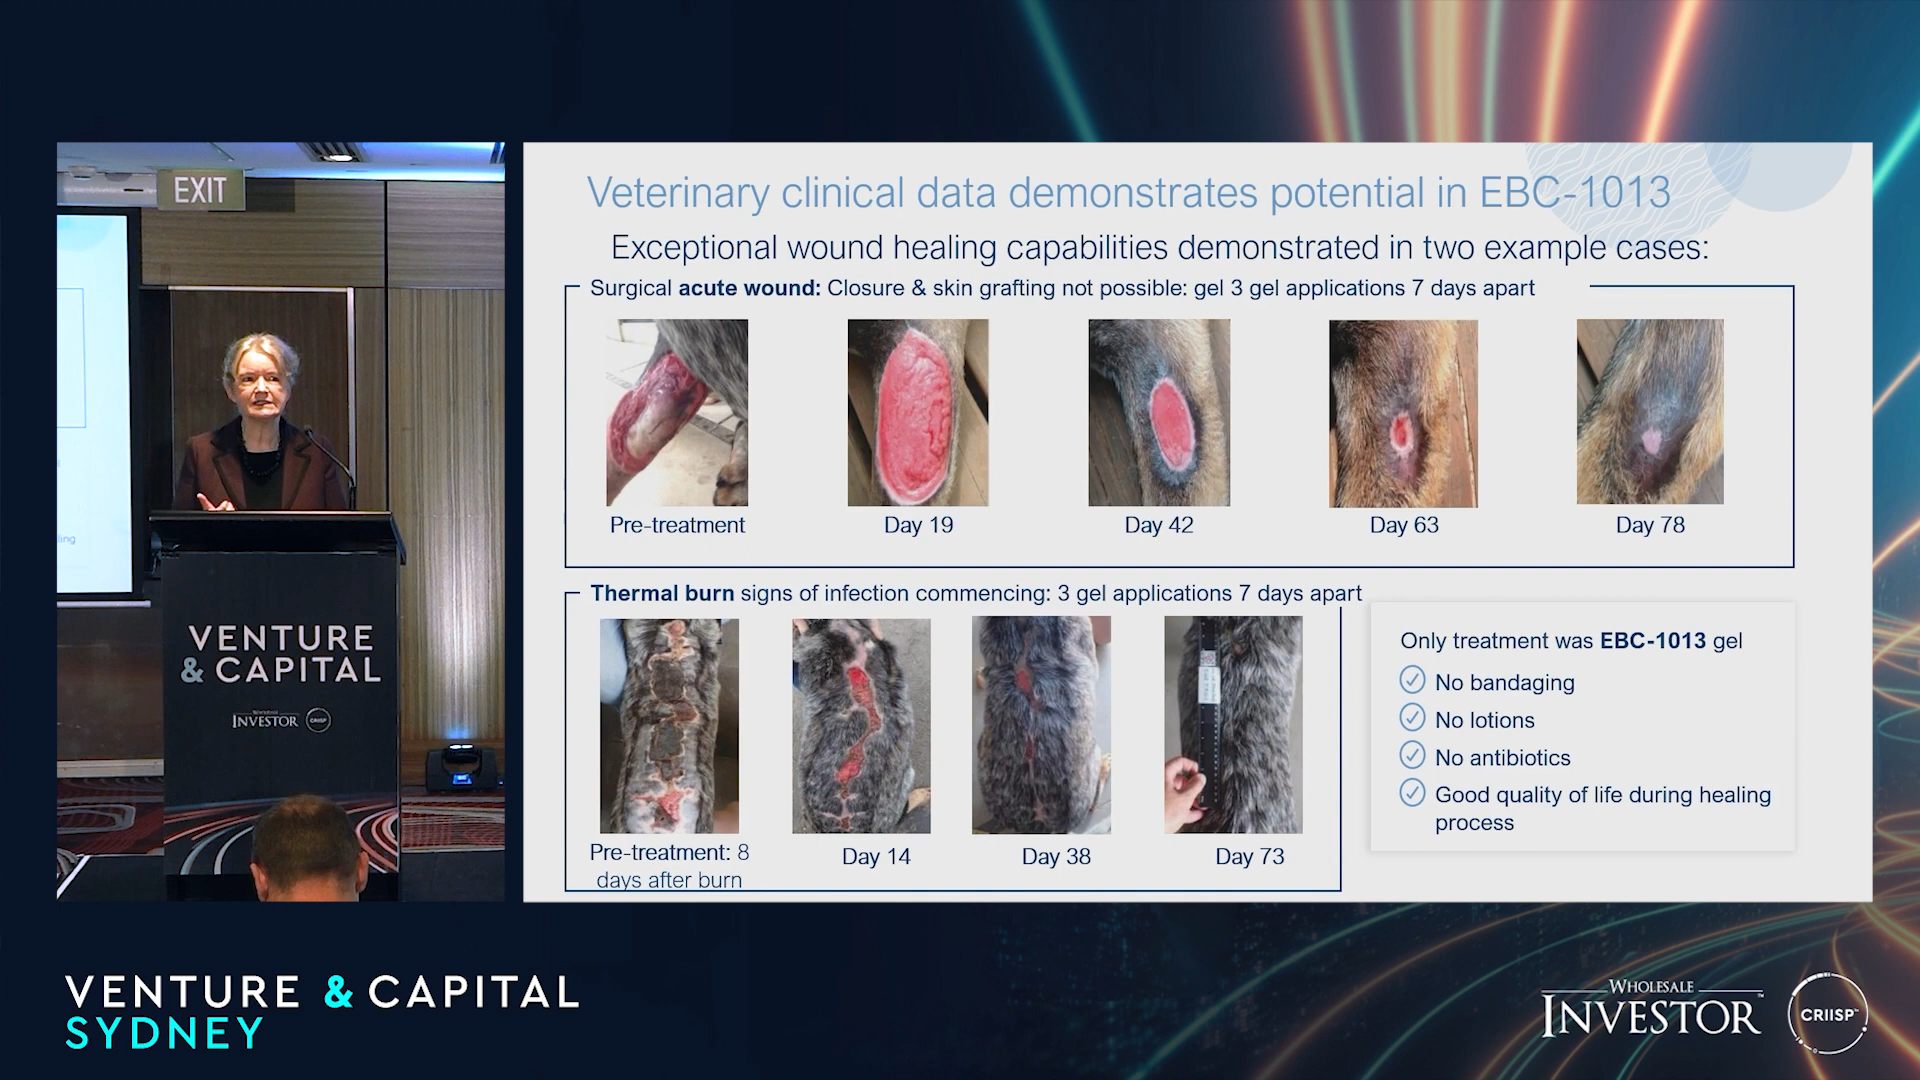 EXIT
VENTURE
& CAPITAL
WHOLESALE
INVESTOR
CRIISP
Veterinary clinical data demonstrates potential in EBC-1013
Exceptional wound healing capabilities demonstrated in two example cases:
Surgical acute wound: Closure & skin grafting not possible: gel 3 gel applications 7 days apart
Pre-treatment
Day 19
Day 42
Day 63
Day 78
Thermal burn signs of infection commencing: 3 gel applications 7 days apart
Pre-treatment: 8
days after burn
Day 14
Day 38
Day 73
Only treatment was EBC-1013 gel
No bandaging
No lotions
No antibiotics
Good quality of life during healing
process
VENTURE & CAPITAL
SYDNEY
WHOLESALE
INVESTOR™
CRIISP™